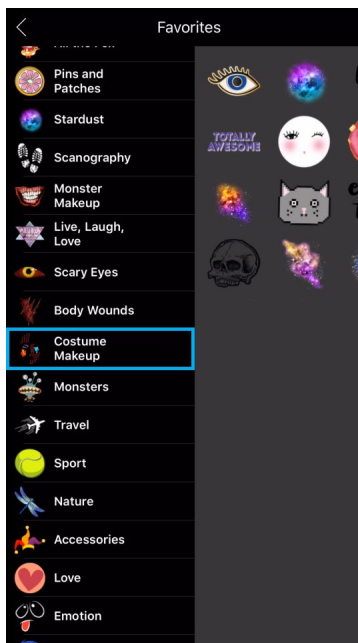 Favorites
Pins and
Patches
Stardust
Scanography
Monster
Makeup
Live, Laugh,
Love
Scary Eyes
Body Wounds
Costume
Makeup
Monsters
Travel
Sport
Nature
Accessories
Love
Emotion
TOTALLY
AWESOME